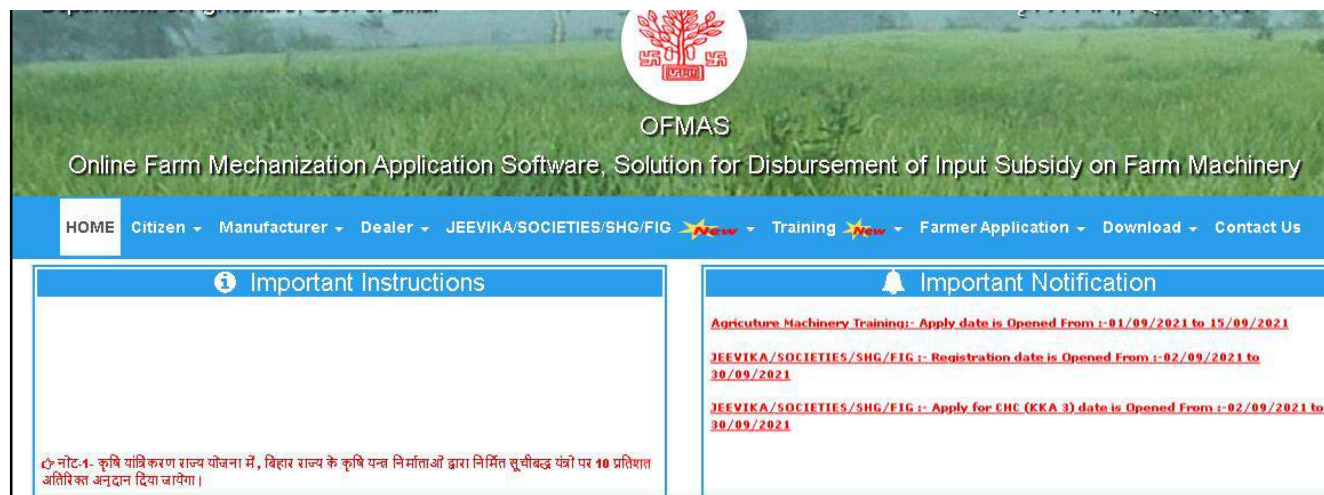 OFMAS
Online Farm Mechanization Application Software, Solution for Disbursement of Input Subsidy on Farm Machinery
HOME Citizen Manufacturer Dealer JEEVIKA/SOCIETIES/SHG/FIG New Training New Farmer Application Download Contact Us
Important Instructions
नोट-1- कृषि यांत्रिकरण राज्य योजना में, बिहार राज्य के कृषि यन्त्र निर्माताओं द्वारा निर्मित सूचीबद्ध यंत्रो पर 10 प्रतिशत
अतिरिक्त अनुदान दिया जायेगा।
Important Notification
Agricuture Machinery Training:- Apply date is Opened From :-01/09/2021 to 15/09/2021
JEEVIKA/SOCIETIES/SHG/FIG :- Registration date is Opened From :-02/09/2021 to
30/09/2021
JEEVIKA/SOCIETIES/SHG/FIG :- Apply for CHC (KKA 3) date is Opened From :-02/09/2021 to
30/09/2021